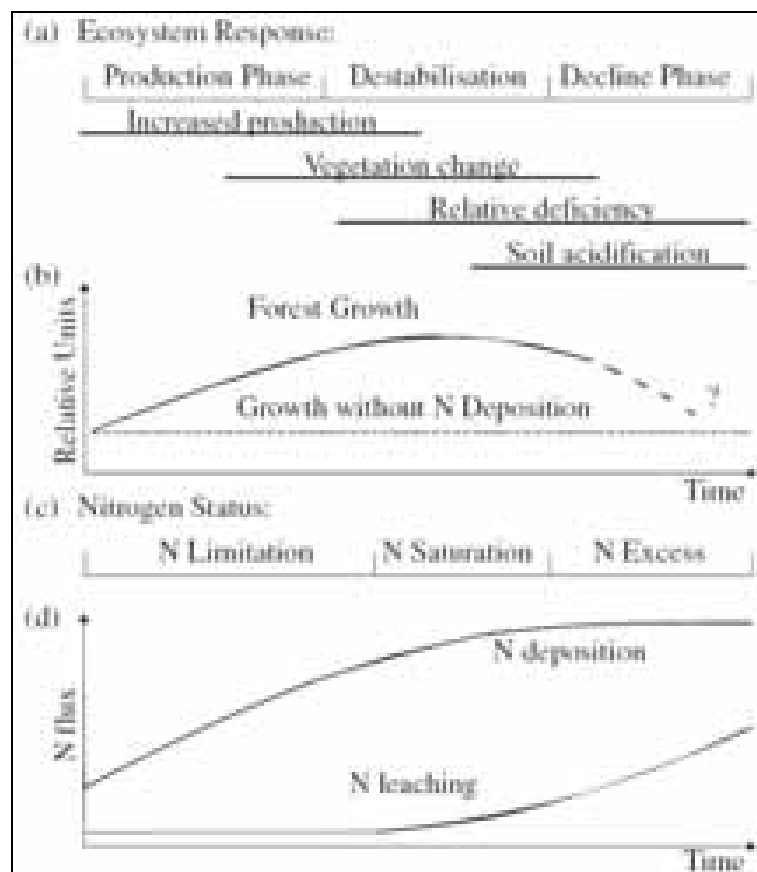 (a) Ecosystem Response:
Production Phase Destabilisation Decline Phase
Increased production
Vegetation change
Relative deficiency
Soil acidification
(b)
Relative Units
Forest Growth
?
Growth without N Deposition
Time
(c) Nitrogen Status:
N Limitation N Saturation N Excess
(d)
N flux
N deposition
N leaching
Time